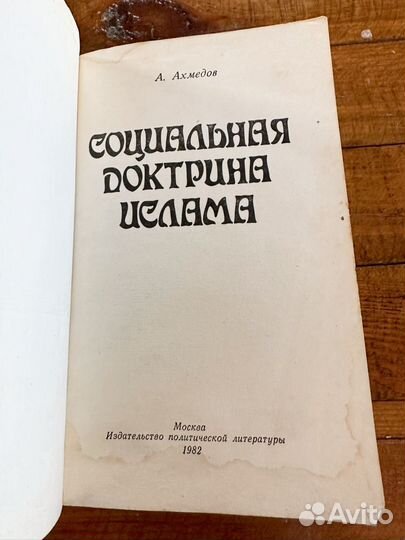 А. Ахмедов
СОЦИАЛЬНАЯ
ДОКТРИНА
ИСЛАМА
Москва
Издательство политической литературы
1982
Avito